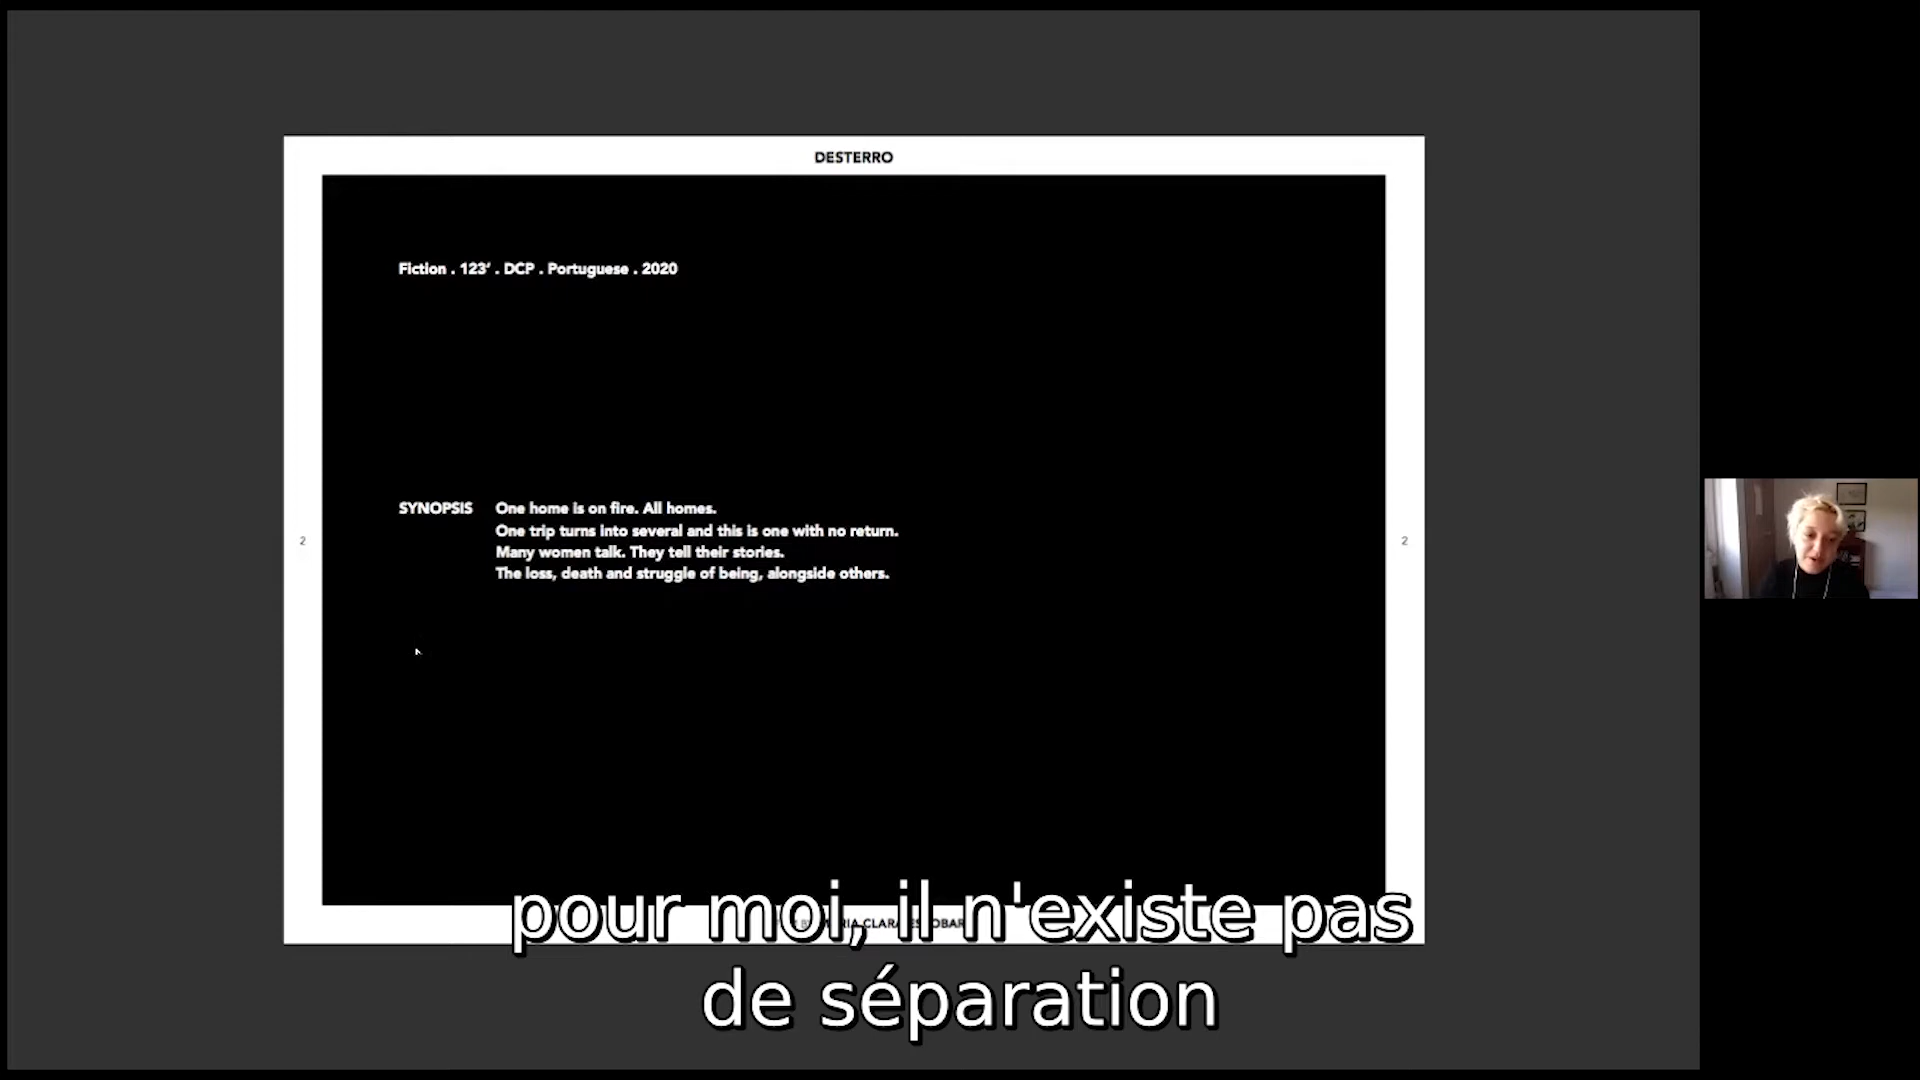 DESTERRO
Fiction . 123' . DCP . Portuguese . 2020
SYNOPSIS One home is on fire. All homes.
One trip turns into several and this is one with no return.
Many women talk. They tell their stories.
The loss, death and struggle of being, alongside others.
2
2
CLARA
pour moi, il n'existe pas
de séparation